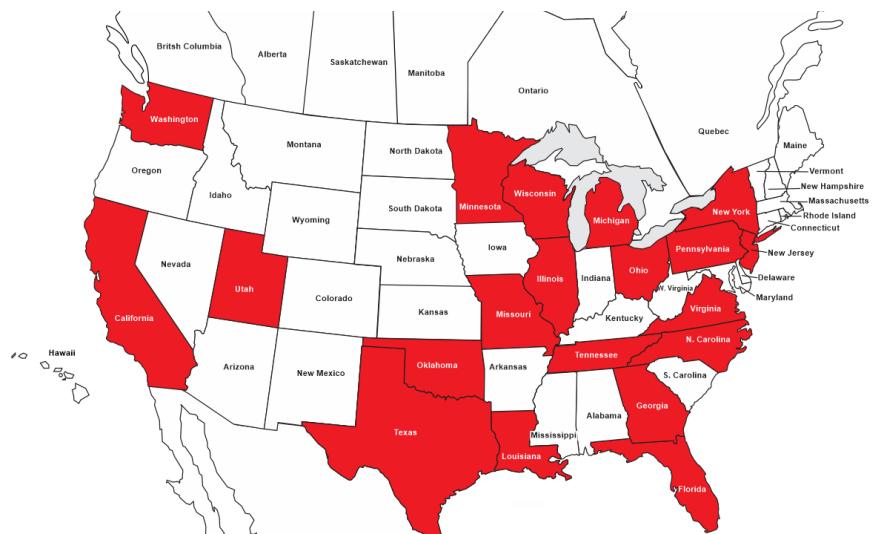 Britsh Columbia
Alberta
Saskatchewan
Manitoba
Ontario
Quebec
Maine
Washington
Montana
North Dakota
Minnesota
Wisconsin
Michigan
New York
Vermont
New Hampshire
Massachusetts
Rhode Island
Connecticut
Oregon
Idaho
Wyoming
South Dakota
Iowa
Nebraska
Illinois
Indiana
Ohio
Pennsylvania
New Jersey
Delaware
Maryland
W. Virginia
Virginia
Nevada
Utah
Colorado
Kansas
Missouri
Kentucky
California
Hawaii
Arizona
New Mexico
Oklahoma
Arkansas
Tennessee
N. Carolina
S. Carolina
Texas
Louisiana
Mississippi
Alabama
Georgia
Florida